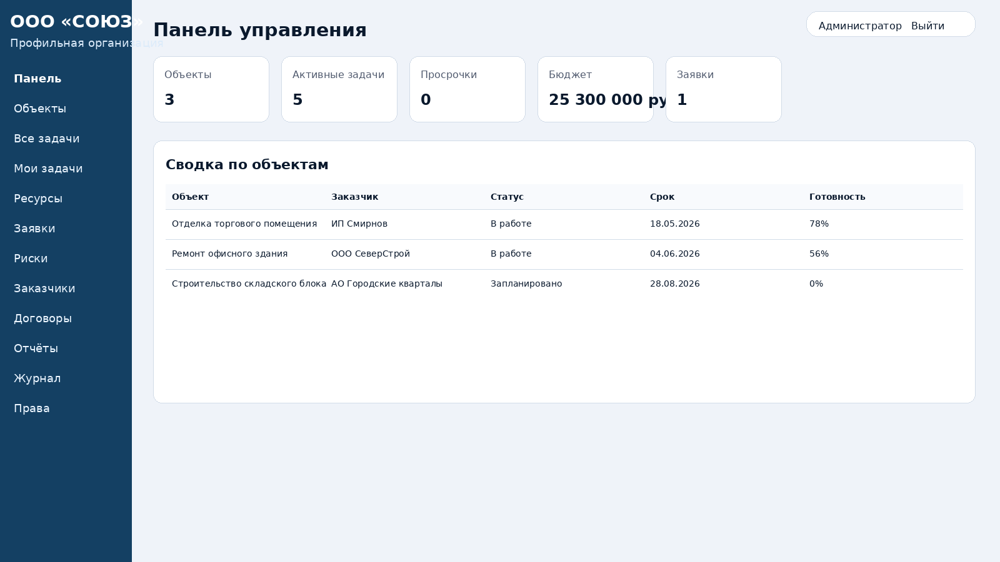 ООО «СОЮЗ»
Профильная организация
Панель
Объекты
Все задачи
Мои задачи
Ресурсы
Заявки
Риски
Заказчики
Договоры
Отчёты
Журнал
Права
Панель управления
Администратор Выйти
Объекты Активные задачи Просрочки Бюджет Заявки
3 5 0 25 300 000 ру 1
Сводка по объектам
Объект Заказчик Статус Срок Готовность
Отделка торгового помещения ИП Смирнов В работе 18.05.2026 78%
Ремонт офисного здания ООО СеверСтрой В работе 04.06.2026 56%
Строительство складского блока АО Городские кварталы Запланировано 28.08.2026 0%